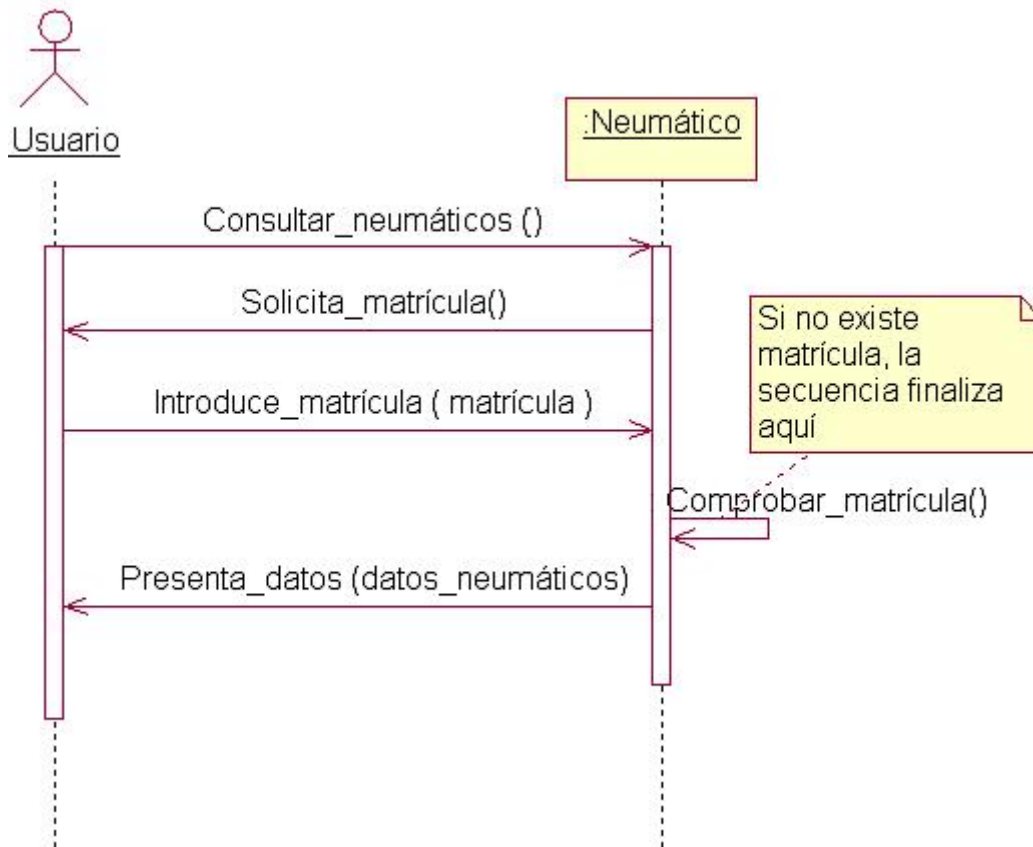 Usuario
:Neumático
Consultar_neumáticos ()
Solicita_matrícula()
Si no existe
matrícula, la
secuencia finaliza
aquí
Introduce_matrícula ( matrícula )
Comprobar_matrícula()
Presenta_datos (datos_neumáticos)